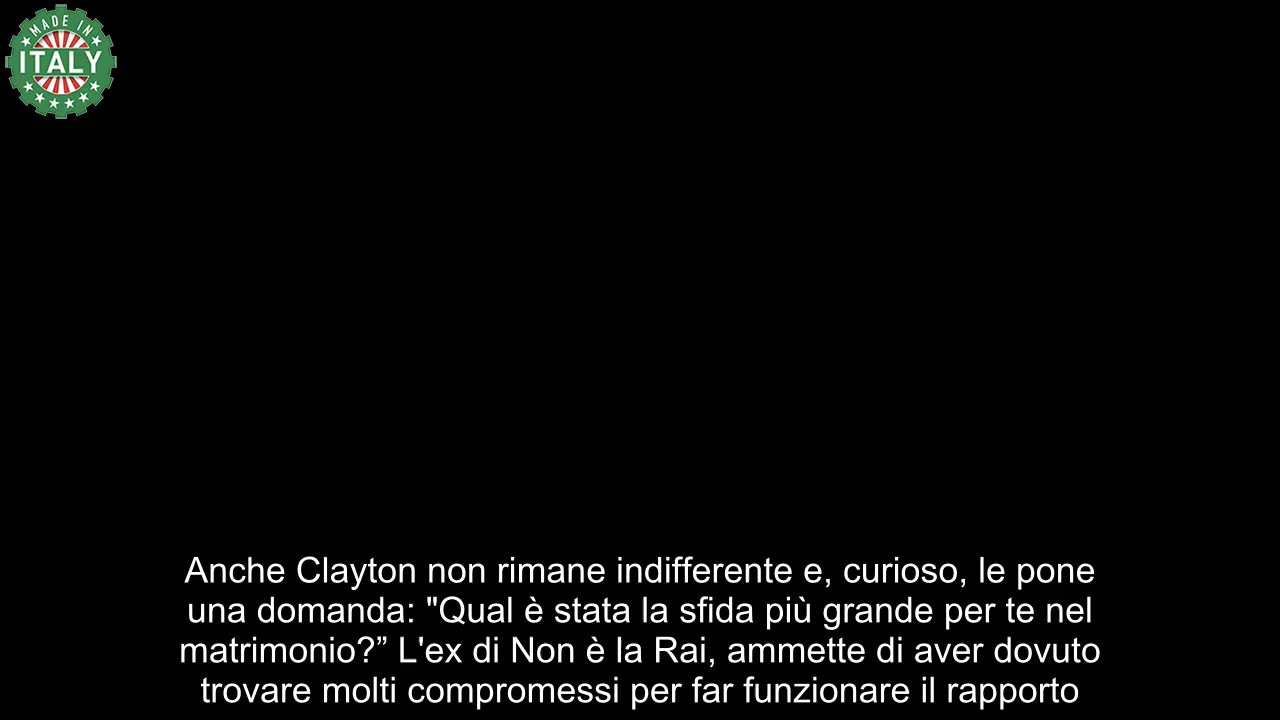 MADE IN
ITALY
Anche Clayton non rimane indifferente e, curioso, le pone
una domanda: "Qual è stata la sfida più grande per te nel
matrimonio?” L'ex di Non è la Rai, ammette di aver dovuto
trovare molti compromessi per far funzionare il rapporto